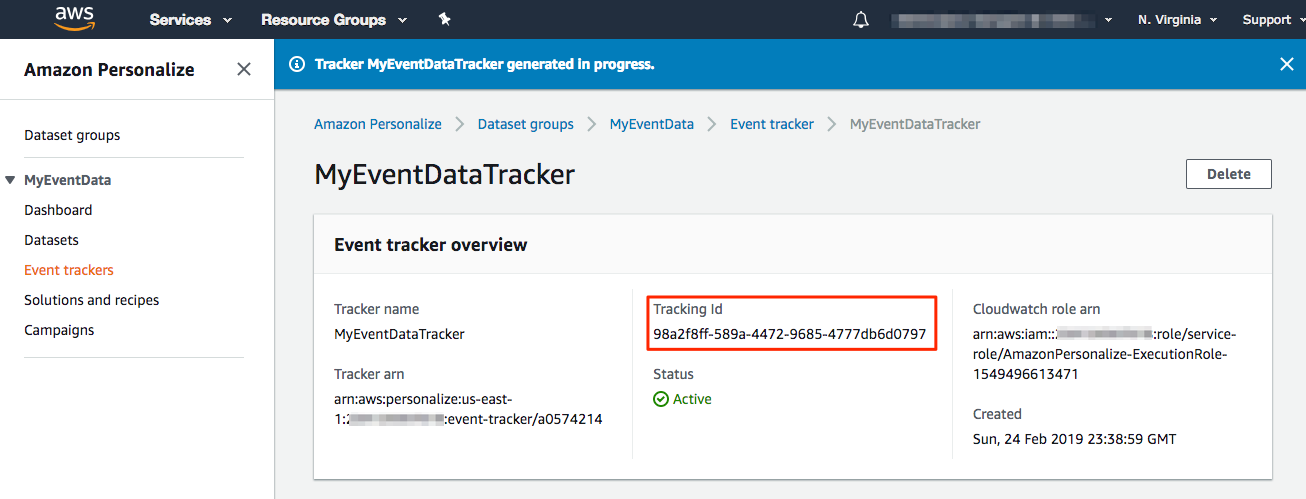 aws Services Resource Groups N. Virginia Support
Amazon Personalize
Tracker MyEventDataTracker generated in progress.
Dataset groups
MyEventData
Dashboard
Datasets
Event trackers
Solutions and recipes
Campaigns
Amazon Personalize Dataset groups MyEventData Event tracker MyEventDataTracker
MyEventDataTracker
Delete
Event tracker overview
Tracker name
MyEventDataTracker
Tracker arn
arn:aws:personalize:us-east-
1: :event-tracker/a0574214
Tracking Id
98a2f8ff-589a-4472-9685-4777db6d0797
Status
Active
Cloudwatch role arn
arn:aws:iam:: :role/service-
role/AmazonPersonalize-ExecutionRole-
1549496613471
Created
Sun, 24 Feb 2019 23:38:59 GMT